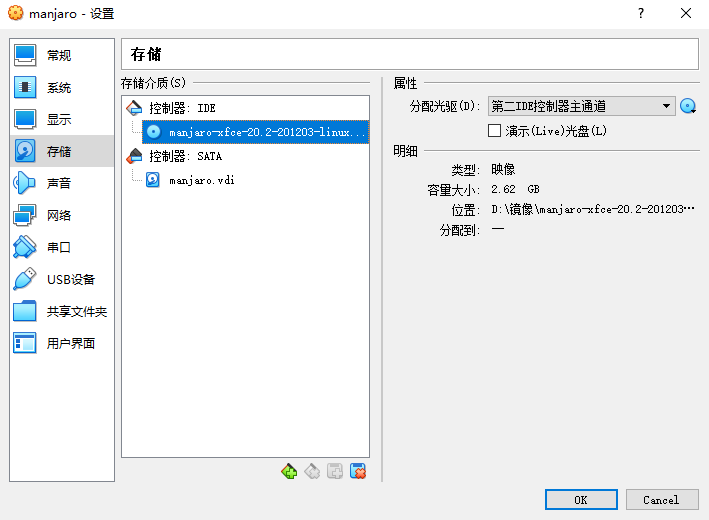 manjaro - 设置
?
常规
系统
显示
存储
声音
网络
串口
USB设备
共享文件夹
用户界面
存储
存储介质(S)
控制器: IDE
manjaro-xfce-20.2-201203-linux...
控制器: SATA
manjaro.vdi
属性
分配光驱(D): 第二IDE控制器主通道
演示(Live)光盘(L)
明细
类型: 映像
容量大小: 2.62 GB
位置: D:\镜像\manjaro-xfce-20.2-201203…
分配到: —
OK
Cancel